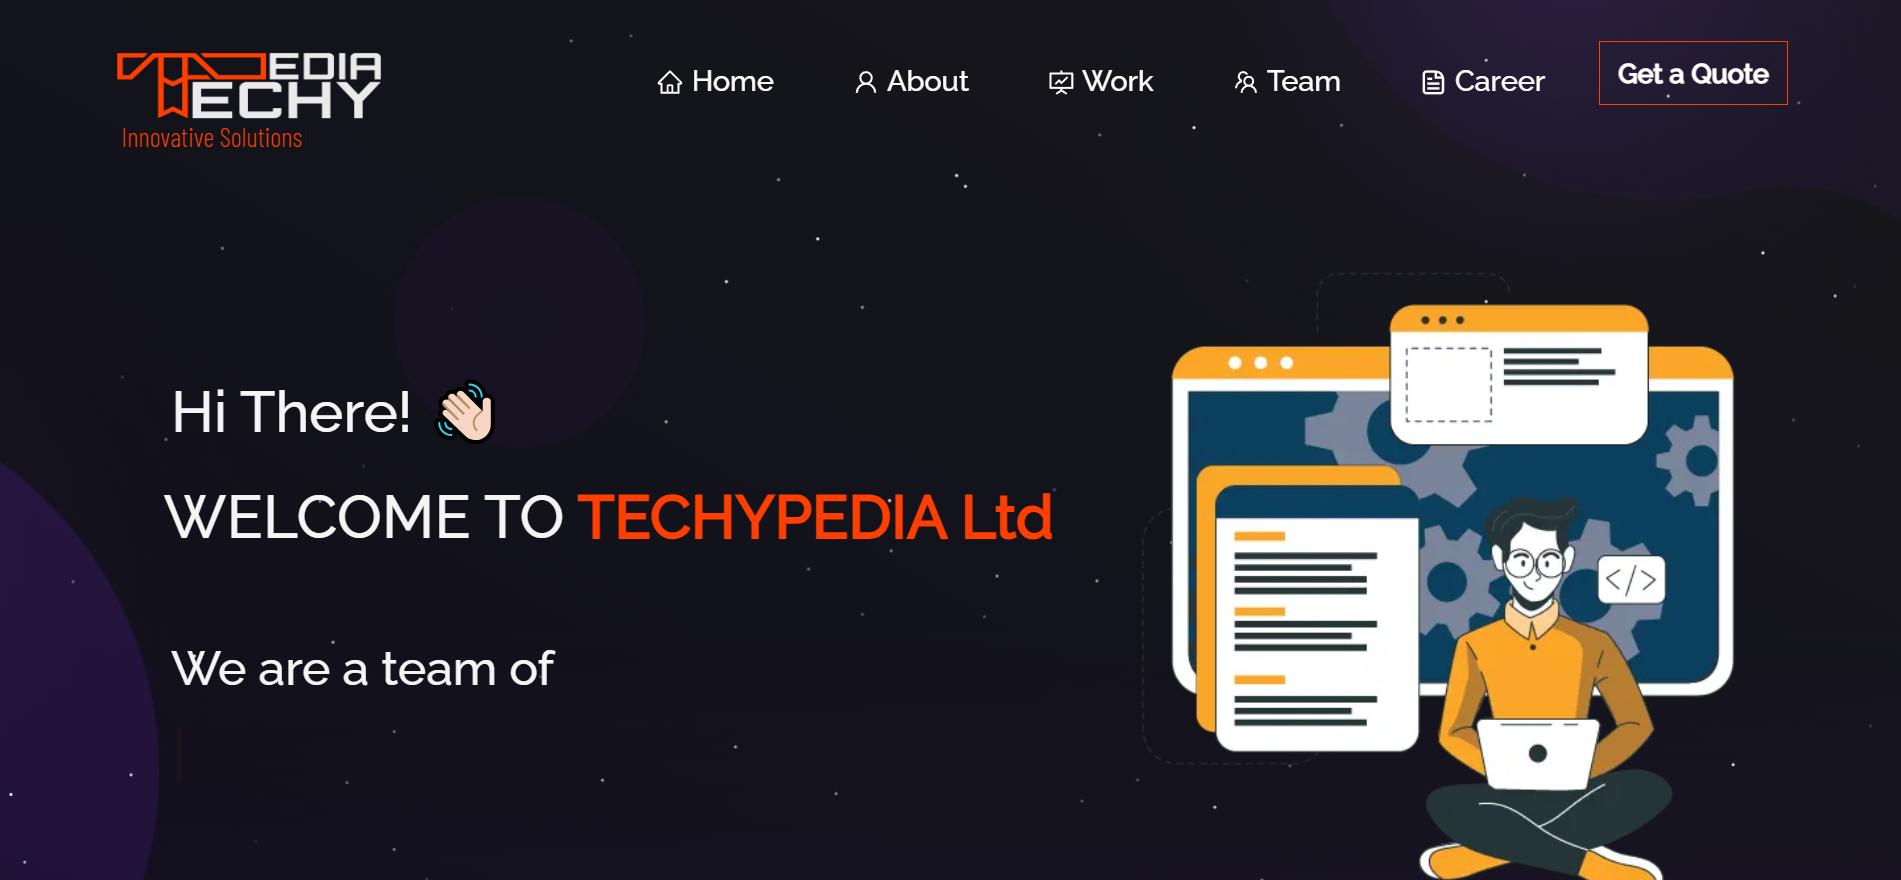 EDIA
TECHY
Innovative Solutions
Home
About
Work
Team
Career
Get a Quote
Hi There! 👋🏻
WELCOME TO TECHYPEDIA Ltd
We are a team of
</>